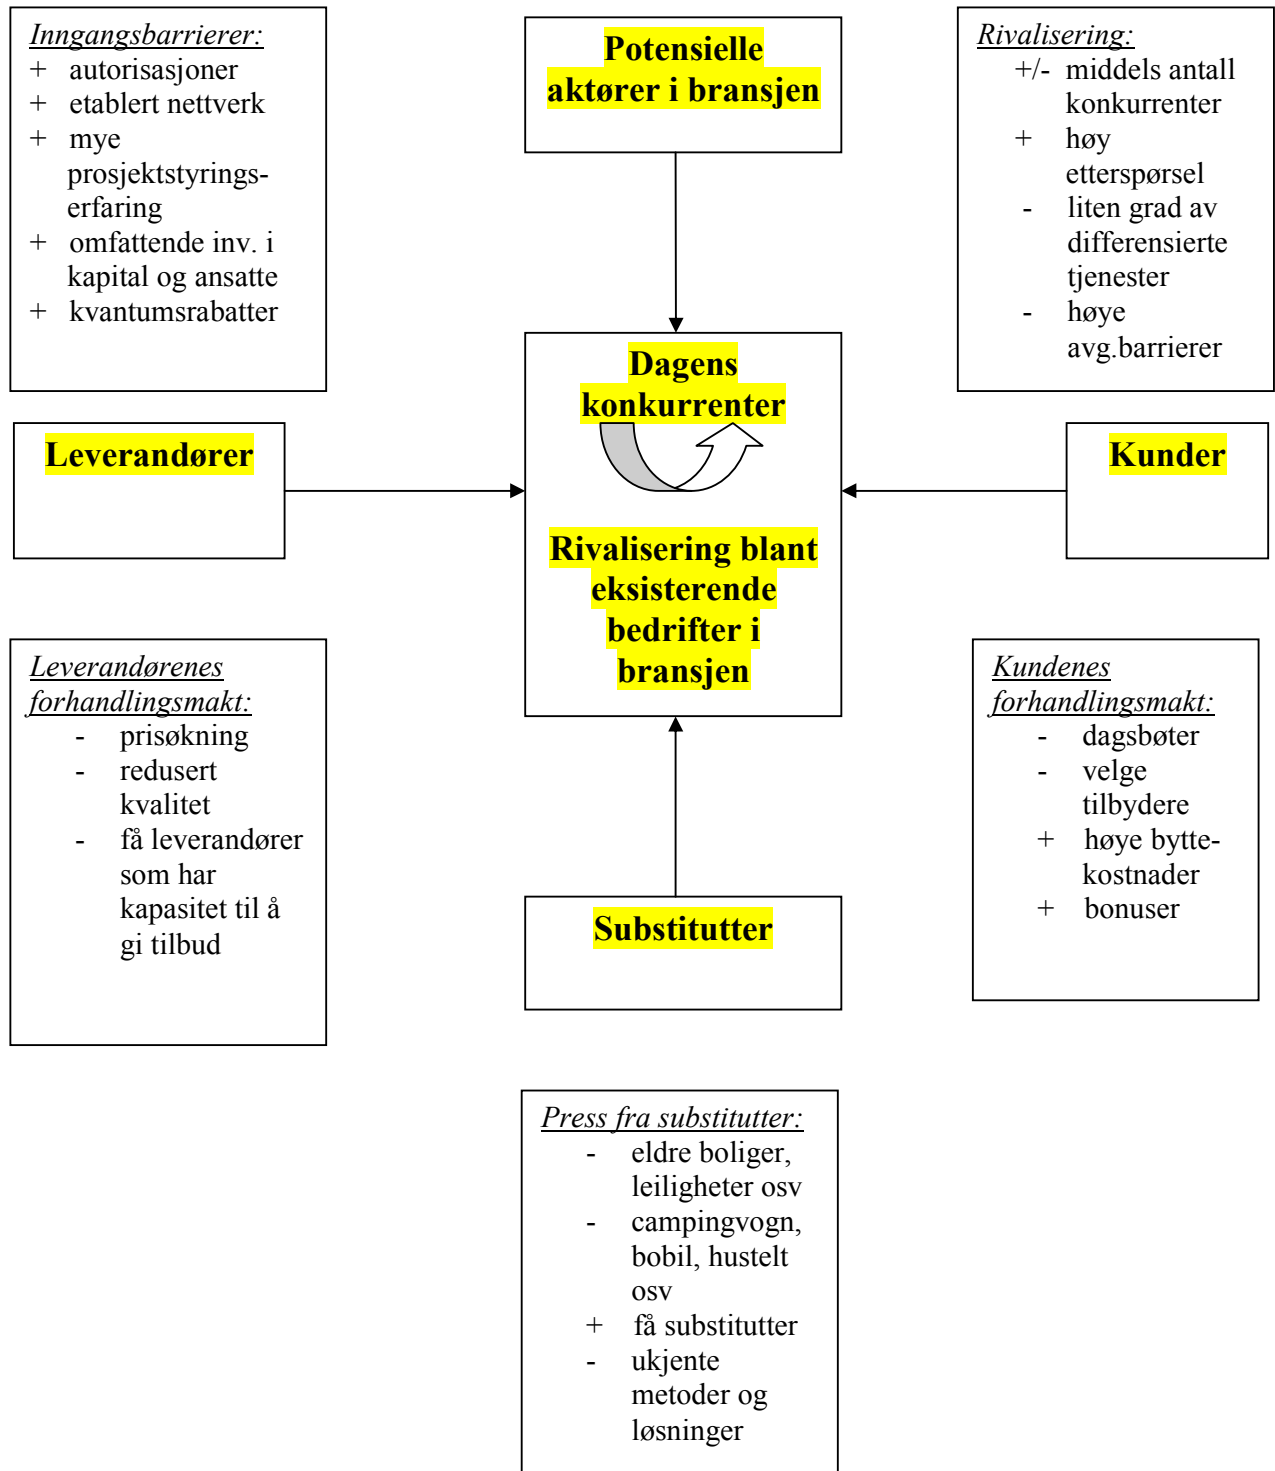 Inngangsbarrierer:
+ autorisasjoner
+ etablert nettverk
+ mye
prosjektstyrings-
erfaring
+ omfattende inv. i
kapital og ansatte
+ kvantumsrabatter
Potensielle
aktører i bransjen
Rivalisering:
+/- middels antall
konkurrenter
+ høy
etterspørsel
- liten grad av
differensierte
tjenester
- høye
avg.barrierer
Leverandører
Dagens
konkurrenter
Rivalisering blant
eksisterende
bedrifter i
bransjen
Kunder
Leverandørenes
forhandlingsmakt:
- prisøkning
- redusert
kvalitet
- få leverandører
som har
kapasitet til å
gi tilbud
Substitutter
Kundenes
forhandlingsmakt:
- dagsbøter
- velge
tilbydere
+ høye bytte-
kostnader
+ bonuser
Press fra substitutter:
- eldre boliger,
leiligheter osv
- campingvogn,
bobil, hustelt
osv
+ få substitutter
- ukjente
metoder og
løsninger